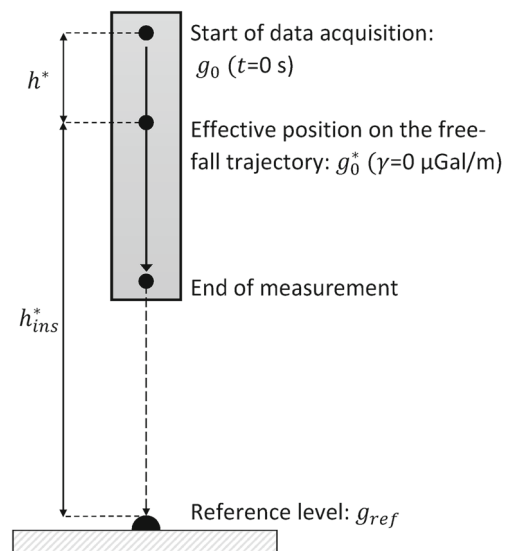 Start of data acquisition:
g₀ (t=0 s)
h*
Effective position on the free-
fall trajectory: g₀* (γ=0 µGal/m)
End of measurement
h*ᵢₙₛ
Reference level: g_ref